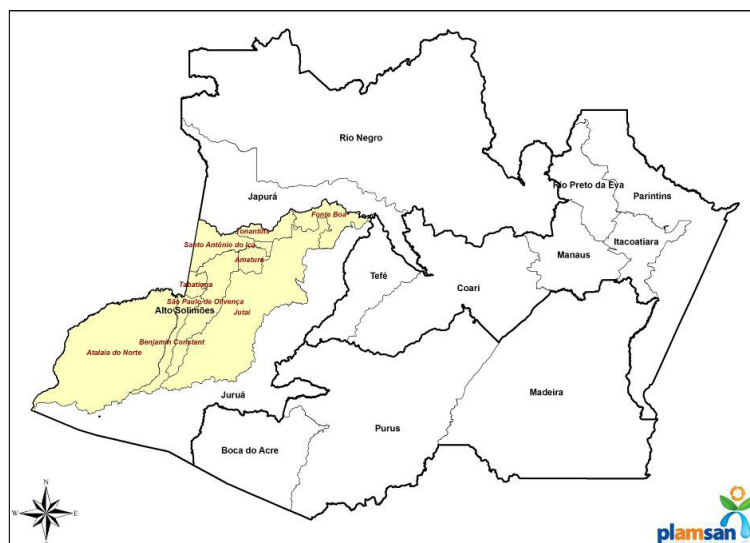 Rio Negro
Rio Preto da Eva
Parintins
Japurá
Fonte Boa
Tonantins
Santo Antônio do Içá
Itacoatiara
Manaus
Amaturá
Tefé
Tabatinga
Coari
São Paulo de Olivença
Alto Solimões
Jutaí
Benjamin Constant
Atalaia do Norte
Madeira
Juruá
Purus
Boca do Acre
N
W
E
S
plamsan